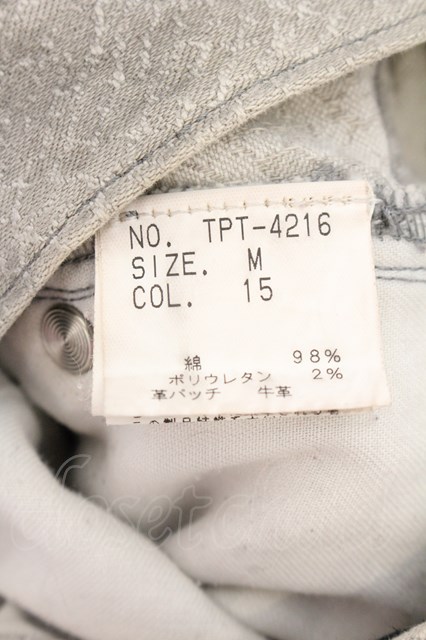 NO. TPT-4216
SIZE. M
COL. 15
綿 98%
ポリウレタン 2%
革パッチ 牛革
closetch